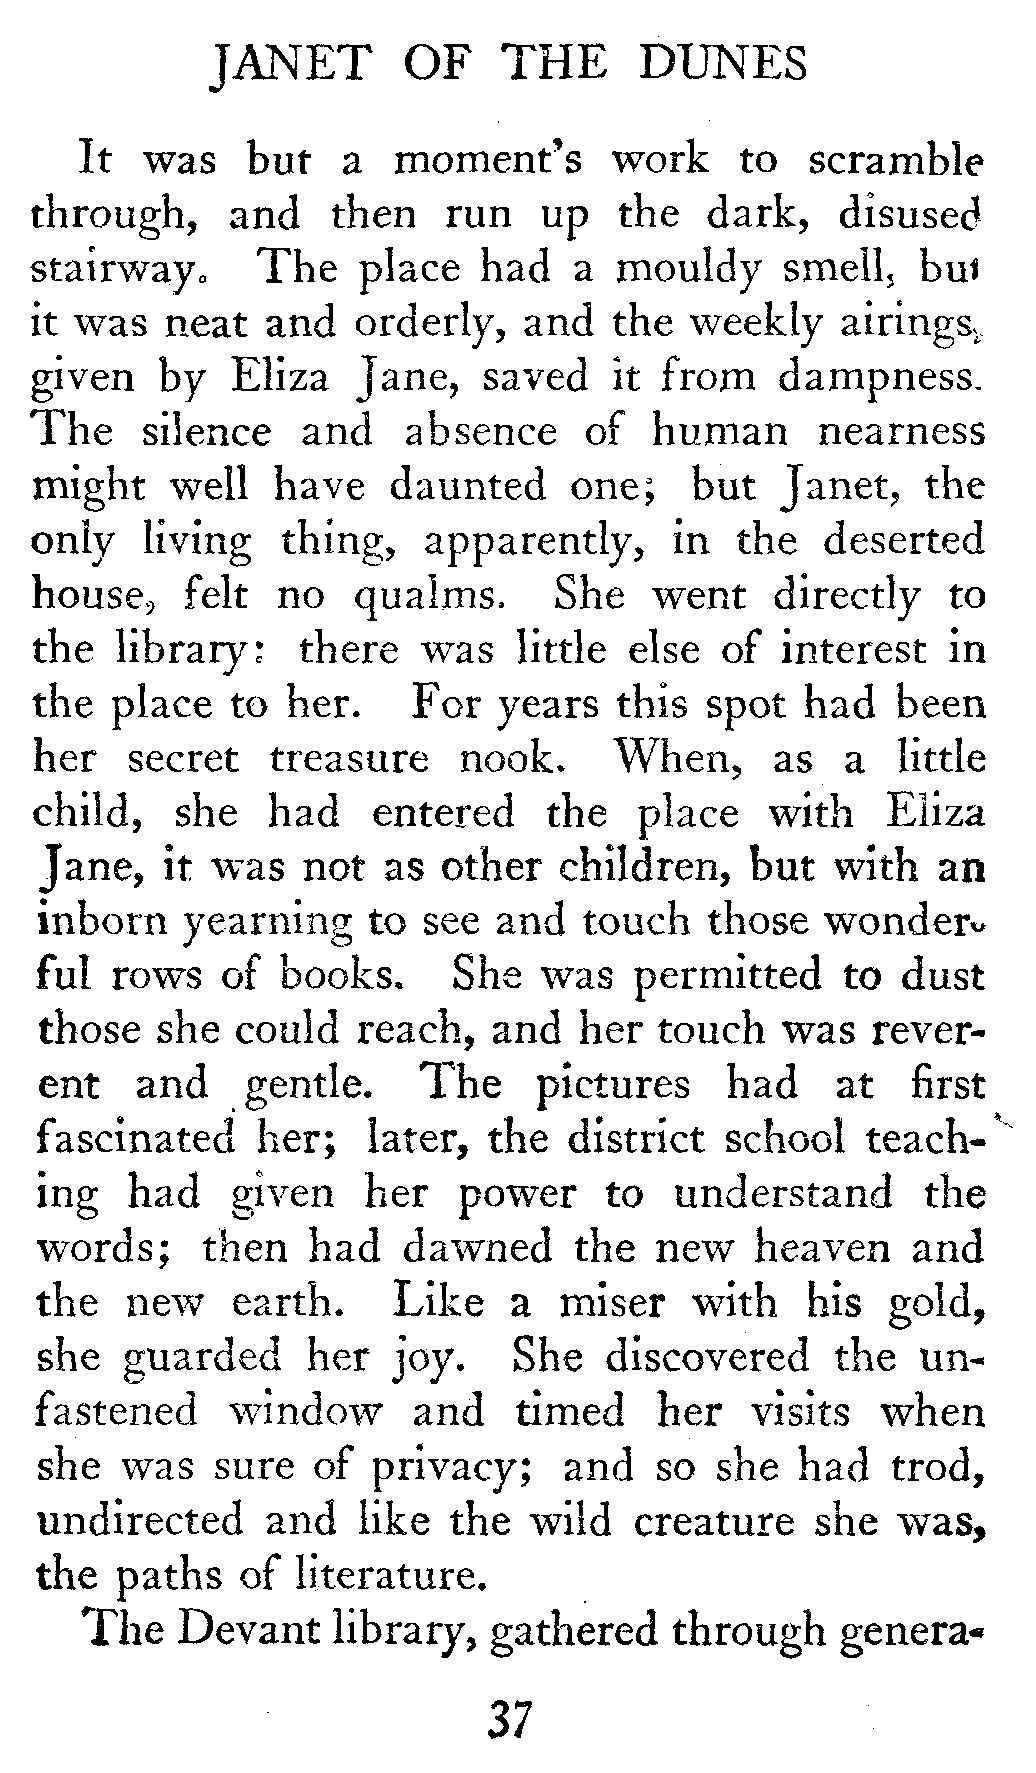 JANET OF THE DUNES
It was but a moment's work to scramble
through, and then run up the dark, disused
stairway. The place had a mouldy smell, but
it was neat and orderly, and the weekly airings,
given by Eliza Jane, saved it from dampness.
The silence and absence of human nearness
might well have daunted one; but Janet, the
only living thing, apparently, in the deserted
house, felt no qualms. She went directly to
the library: there was little else of interest in
the place to her. For years this spot had been
her secret treasure nook. When, as a little
child, she had entered the place with Eliza
Jane, it was not as other children, but with an
inborn yearning to see and touch those wonder-
ful rows of books. She was permitted to dust
those she could reach, and her touch was rever-
ent and gentle. The pictures had at first
fascinated her; later, the district school teach-
ing had given her power to understand the
words; then had dawned the new heaven and
the new earth. Like a miser with his gold,
she guarded her joy. She discovered the un-
fastened window and timed her visits when
she was sure of privacy; and so she had trod,
undirected and like the wild creature she was,
the paths of literature.
The Devant library, gathered through genera-
37